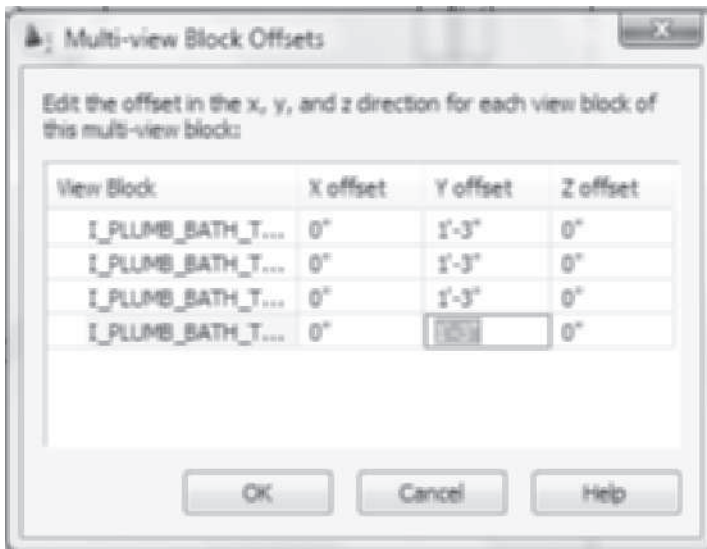 Multi-view Block Offsets
Edit the offset in the x, y, and z direction for each view block of
this multi-view block:
View Block X offset Y offset Z offset
I_PLUMB_BATH_T... 0" 1'-3" 0"
I_PLUMB_BATH_T... 0" 1'-3" 0"
I_PLUMB_BATH_T... 0" 1'-3" 0"
I_PLUMB_BATH_T... 0" 0"
OK Cancel Help